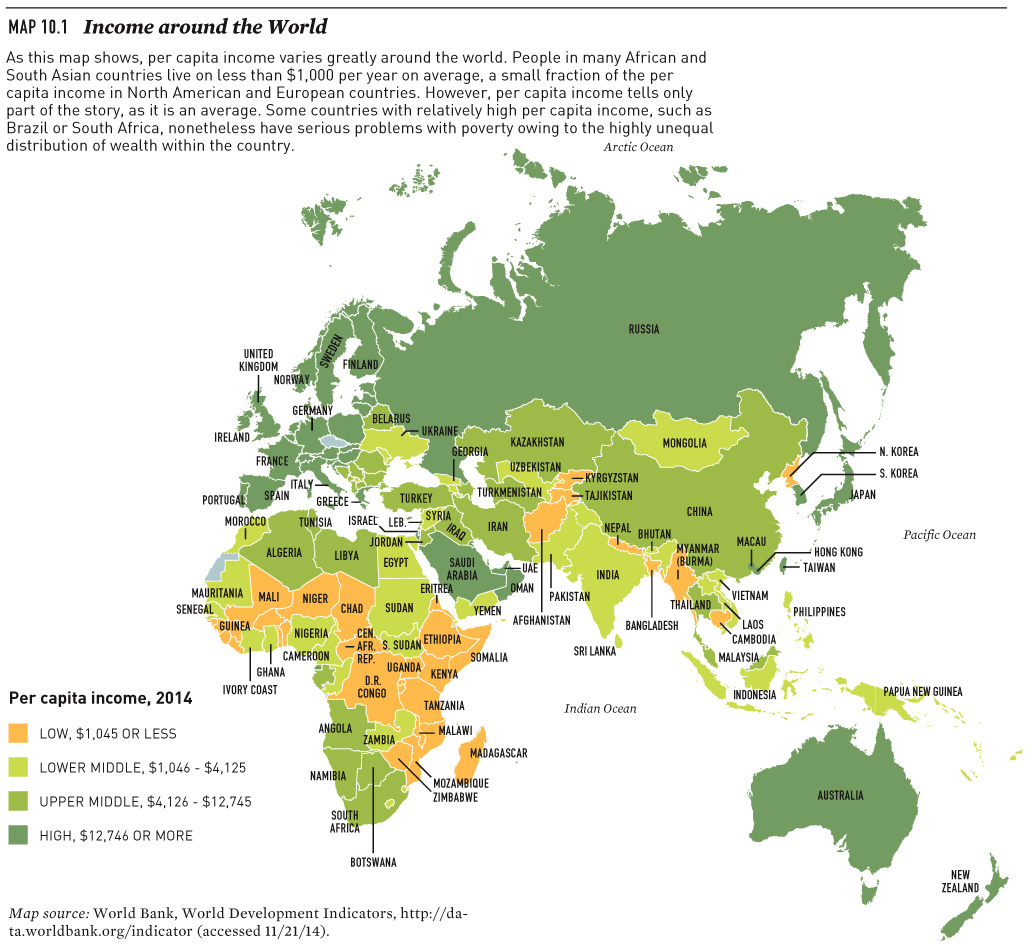 MAP 10.1 Income around the World
As this map shows, per capita income varies greatly around the world. People in many African and
South Asian countries live on less than $1,000 per year on average, a small fraction of the per
capita income in North American and European countries. However, per capita income tells only
part of the story, as it is an average. Some countries with relatively high per capita income, such as
Brazil or South Africa, nonetheless have serious problems with poverty owing to the highly unequal
distribution of wealth within the country.
Arctic Ocean
RUSSIA
UNITED
KINGDOM
SWEDEN
FINLAND
NORWAY
GERMANY
BELARUS
UKRAINE
IRELAND
GEORGIA
KAZAKHSTAN
MONGOLIA
N. KOREA
FRANCE
UZBEKISTAN
KYRGYZSTAN
S. KOREA
ITALY
TURKMENISTAN
TAJIKISTAN
JAPAN
PORTUGAL
SPAIN
GREECE
TURKEY
CHINA
MOROCCO
TUNISIA
ISRAEL
LEB.
SYRIA
IRAQ
IRAN
NEPAL
BHUTAN
MACAU
Pacific Ocean
JORDAN
ALGERIA
LIBYA
EGYPT
SAUDI
ARABIA
UAE
INDIA
MYANMAR
(BURMA)
HONG KONG
TAIWAN
MAURITANIA
MALI
NIGER
CHAD
SUDAN
ERITREA
OMAN
PAKISTAN
VIETNAM
SENEGAL
YEMEN
AFGHANISTAN
BANGLADESH
THAILAND
PHILIPPINES
GUINEA
NIGERIA
CEN.
AFR.
REP.
S. SUDAN
ETHIOPIA
LAOS
CAMBODIA
CAMEROON
SOMALIA
SRI LANKA
GHANA
UGANDA
KENYA
MALAYSIA
IVORY COAST
D.R.
CONGO
INDONESIA
PAPUA NEW GUINEA
TANZANIA
Indian Ocean
ANGOLA
ZAMBIA
MALAWI
MADAGASCAR
NAMIBIA
MOZAMBIQUE
ZIMBABWE
AUSTRALIA
SOUTH
AFRICA
BOTSWANA
NEW
ZEALAND
Per capita income, 2014
LOW, $1,045 OR LESS
LOWER MIDDLE, $1,046 - $4,125
UPPER MIDDLE, $4,126 - $12,745
HIGH, $12,746 OR MORE
Map source: World Bank, World Development Indicators, http://da-
ta.worldbank.org/indicator (accessed 11/21/14).